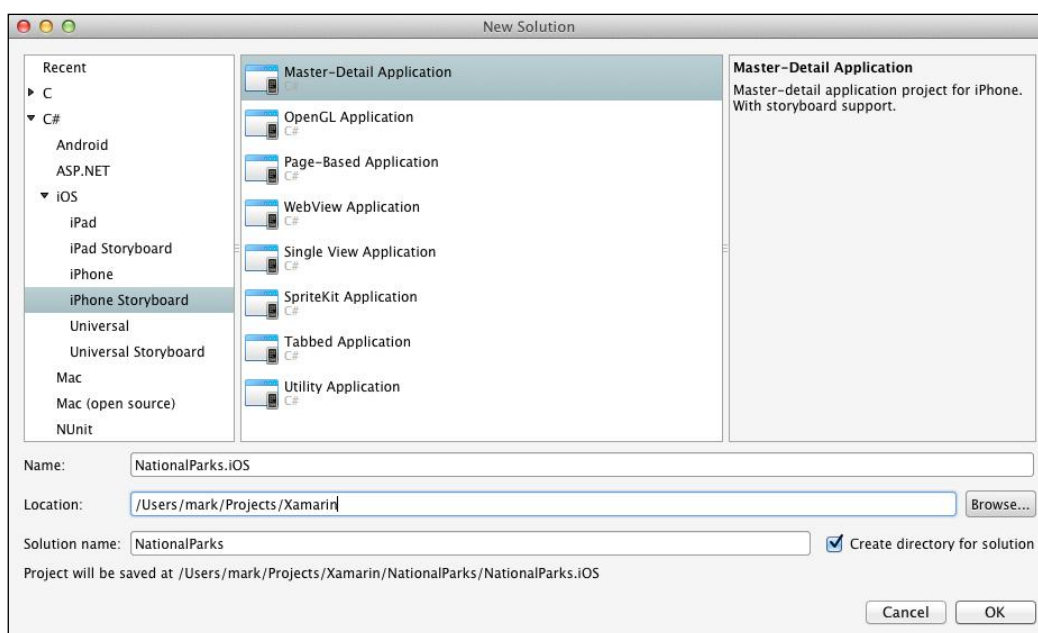 New Solution
Recent
C
C#
Android
ASP.NET
iOS
iPad
iPad Storyboard
iPhone
iPhone Storyboard
Universal
Universal Storyboard
Mac
Mac (open source)
NUnit
Master-Detail Application
C#
OpenGL Application
C#
Page-Based Application
C#
WebView Application
C#
Single View Application
C#
SpriteKit Application
C#
Tabbed Application
C#
Utility Application
C#
Master-Detail Application
Master-detail application project for iPhone.
With storyboard support.
Name: NationalParks.iOS
Location: /Users/mark/Projects/Xamarin Browse...
Solution name: NationalParks Create directory for solution
Project will be saved at /Users/mark/Projects/Xamarin/NationalParks/NationalParks.iOS
Cancel OK